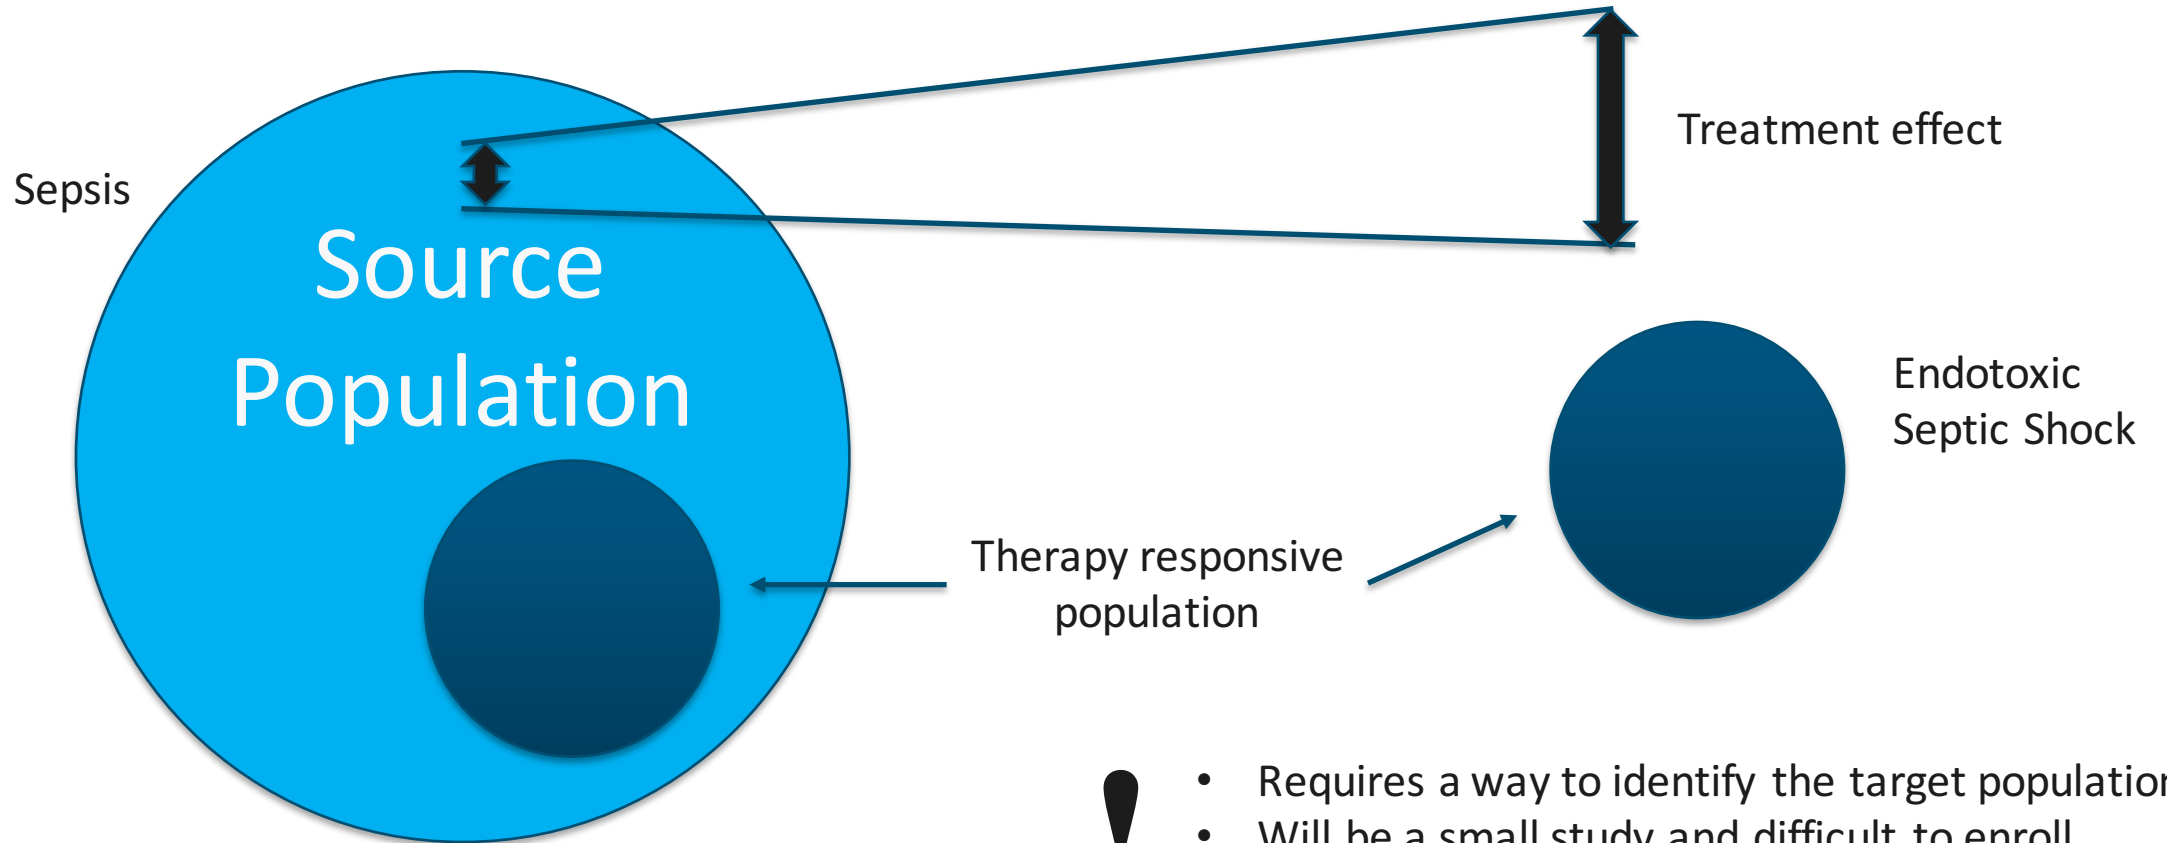 Treatment effect
Sepsis
Source
Population
Endotoxic
Septic Shock
Therapy responsive
population
• Requires a way to identify the target population
• Will be a small study and difficult to enroll